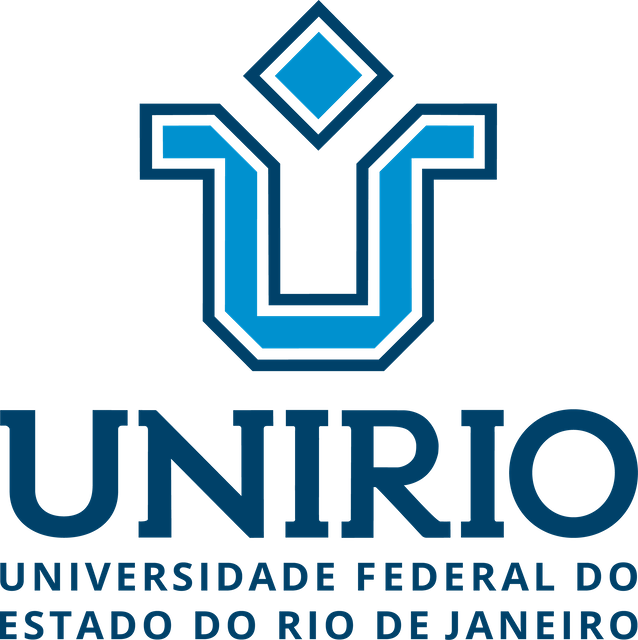 UNIRIO
UNIVERSIDADE FEDERAL DO
ESTADO DO RIO DE JANEIRO